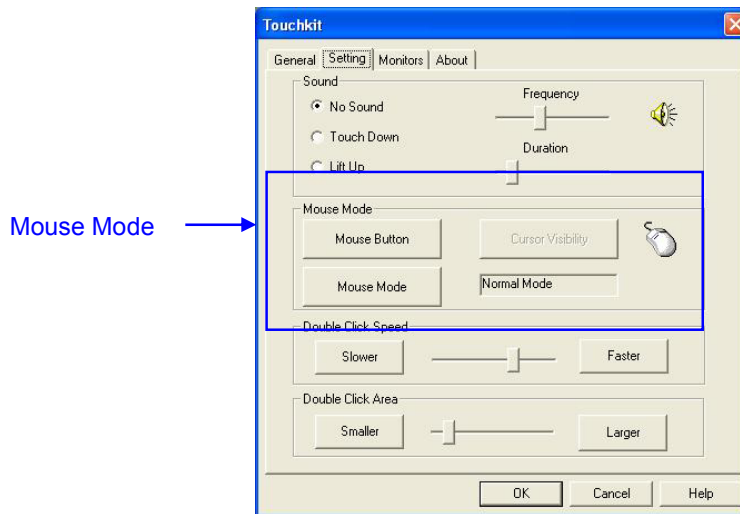 Touchkit
General Setting Monitors About
Sound
No Sound
Touch Down
Lift Up
Frequency
Duration
Mouse Mode
Mouse Mode
Mouse Button
Cursor Visibility
Mouse Mode
Normal Mode
Double Click Speed
Slower
Faster
Double Click Area
Smaller
Larger
OK Cancel Help